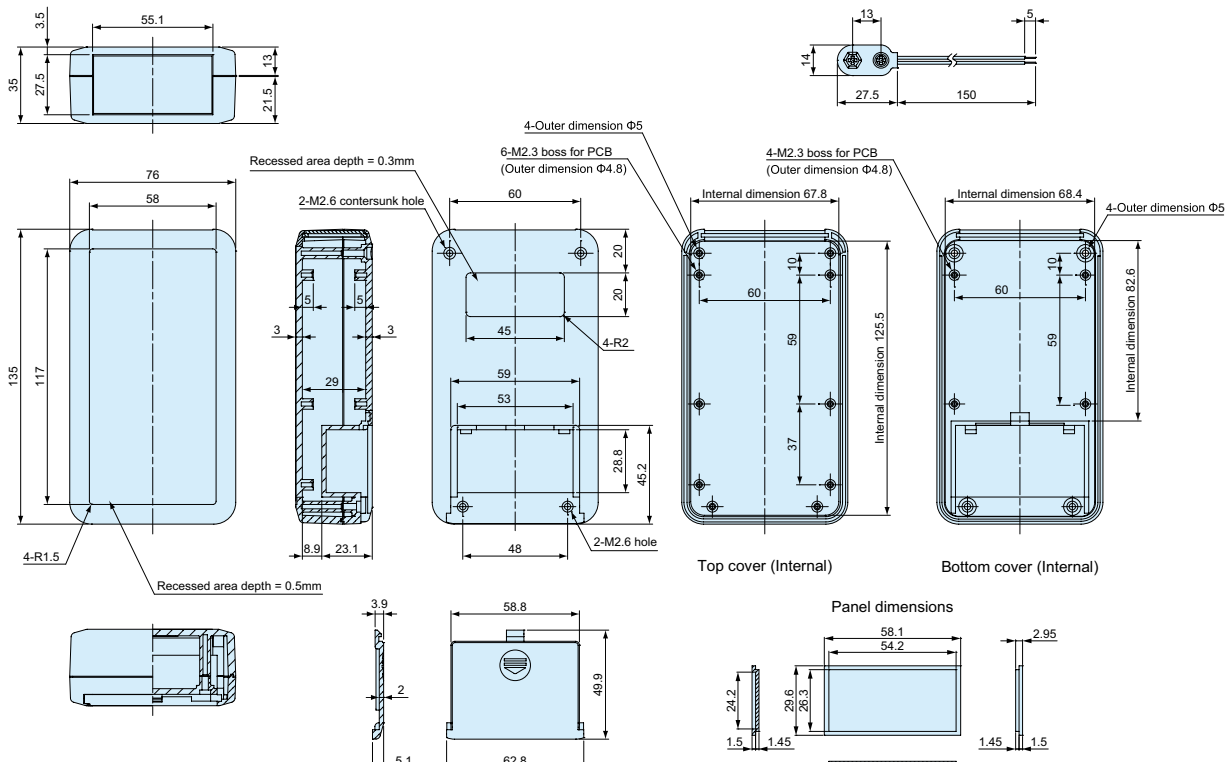 55.1
3.5
35
27.5
13
21.5
13
5
14
27.5
150
76
58
135
117
4-R1.5
Recessed area depth = 0.5mm
5
5
3
3
29
8.9
23.1
Recessed area depth = 0.3mm
2-M2.6 contersunk hole
60
20
20
45
4-R2
59
53
28.8
45.2
48
2-M2.6 hole
4-Outer dimension Φ5
6-M2.3 boss for PCB
(Outer dimension Φ4.8)
Internal dimension 67.8
10
60
59
37
Internal dimension 125.5
Top cover (Internal)
4-M2.3 boss for PCB
(Outer dimension Φ4.8)
Internal dimension 68.4
4-Outer dimension Φ5
10
60
59
Internal dimension 82.6
Bottom cover (Internal)
3.9
2
5.1
58.8
49.9
62.8
Panel dimensions
58.1
54.2
2.95
24.2
29.6
26.3
1.5
1.45
1.45
1.5